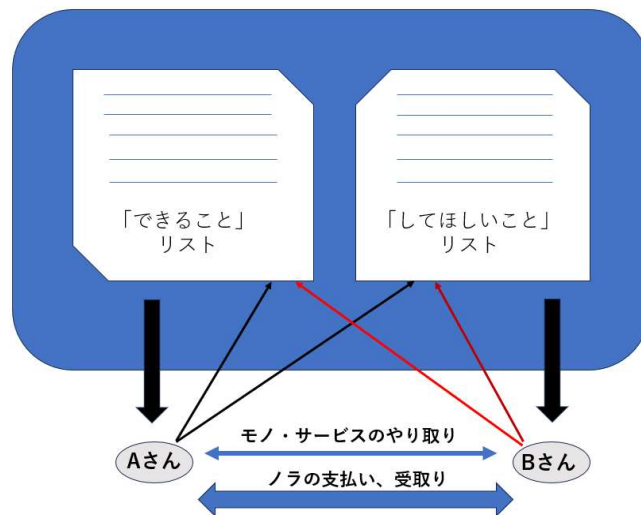 「できること」
リスト
「してほしいこと」
リスト
モノ・サービスのやり取り
Aさん
Bさん
ノラの支払い、受取り